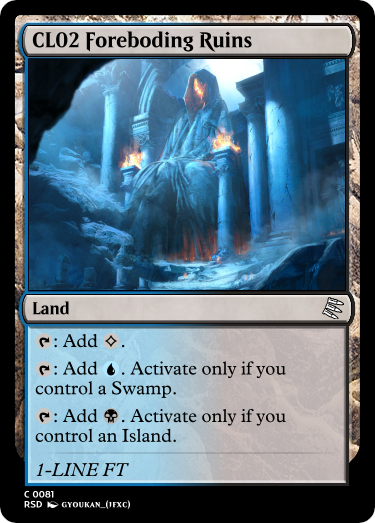 CL02 Foreboding Ruins
Land
: Add .
: Add . Activate only if you
control a Swamp.
: Add . Activate only if you
control an Island.
1-LINE FT
C 0081
RSD GYOUKAN_(JFXC)